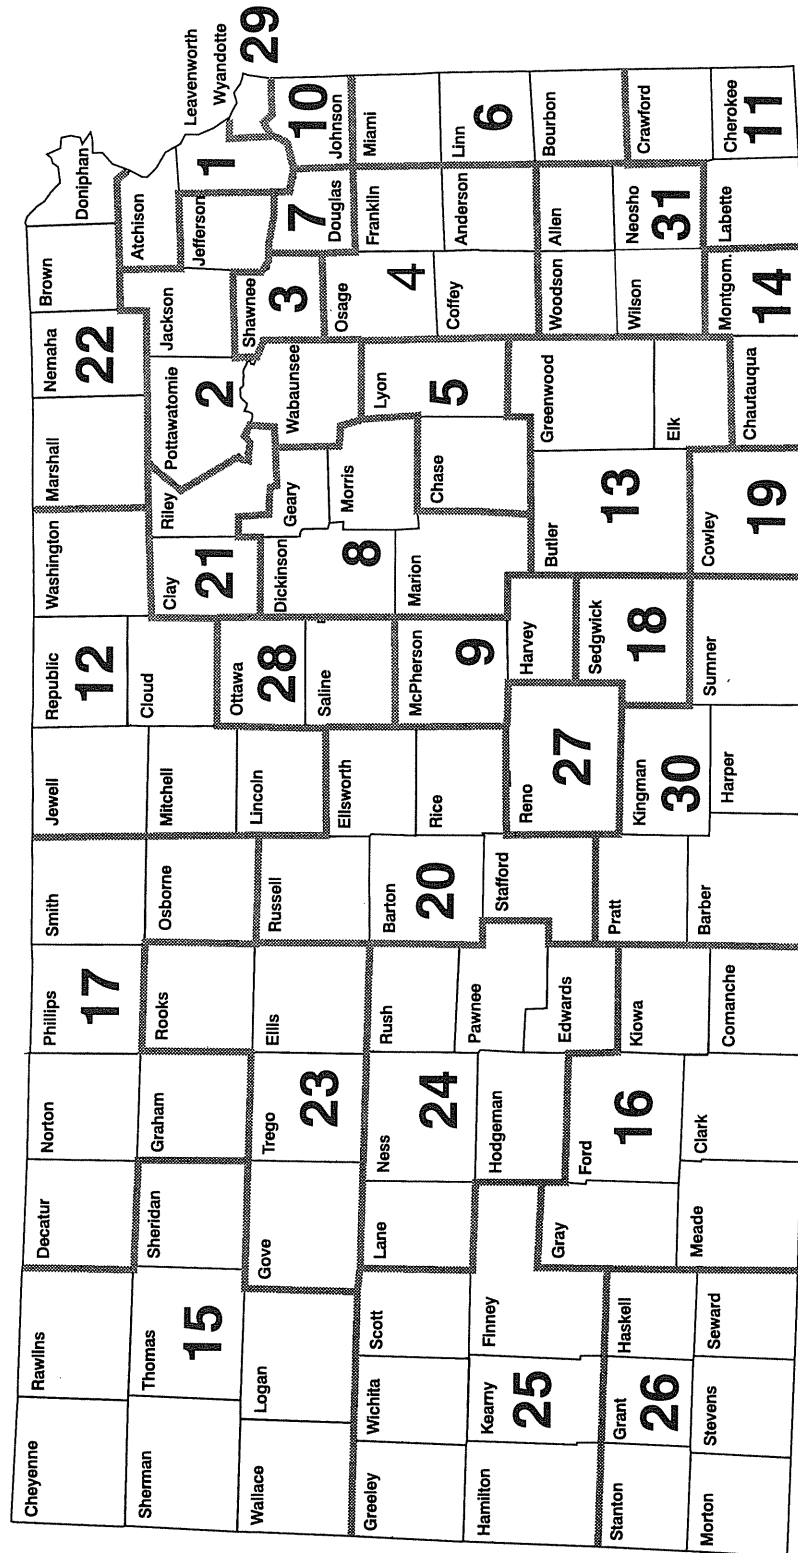 Cheyenne
Rawlins
Decatur
Norton
Phillips
17
Smith
Jewell
Republic
12
Washington
Marshall
Nemaha
22
Brown
Doniphan
Sherman
Thomas
15
Sheridan
Graham
Rooks
Osborne
Mitchell
Cloud
Clay
21
Riley
Pottawatomie
2
Jackson
Atchison
Jefferson
1
Leavenworth
Wyandotte
29
Wallace
Logan
Gove
Trego
23
Ellis
Russell
Lincoln
Ottawa
28
Saline
Dickinson
8
Geary
Morris
Wabaunsee
Shawnee
3
Osage
4
Douglas
7
Johnson
10
Greeley
Wichita
Scott
Lane
Ness
24
Rush
Barton
20
Ellsworth
Rice
McPherson
9
Marion
Chase
Lyon
5
Coffey
Franklin
Anderson
Miami
Linn
6
Hamilton
Kearny
25
Finney
Hodgeman
Pawnee
Edwards
Stafford
Reno
27
Harvey
Sedgwick
18
Butler
13
Greenwood
Elk
Woodson
Wilson
Allen
Neosho
31
Bourbon
Crawford
Stanton
Grant
26
Haskell
Gray
Ford
16
Kiowa
Pratt
Kingman
30
Morton
Stevens
Seward
Meade
Clark
Comanche
Barber
Harper
Sumner
Cowley
19
Chautauqua
Montgom.
14
Labette
Cherokee
11